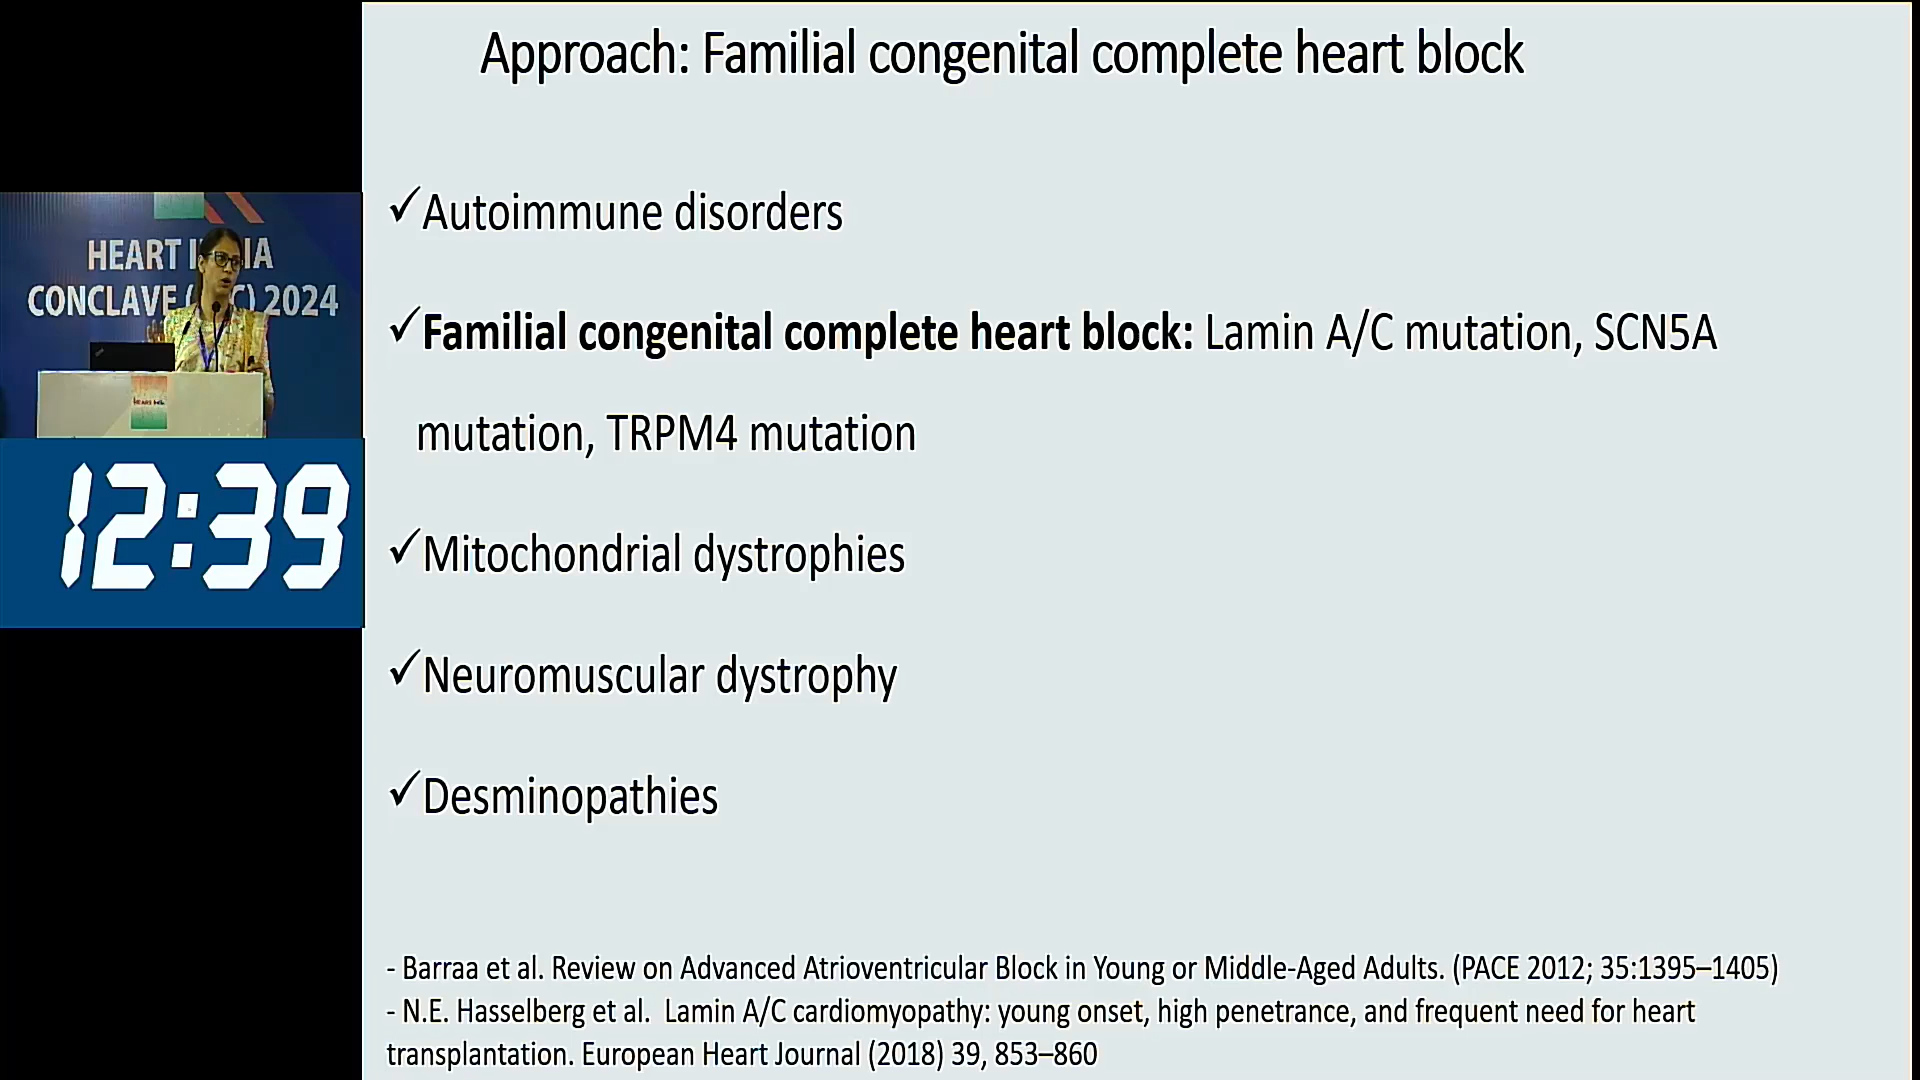 Approach: Familial congenital complete heart block
✓Autoimmune disorders
✓Familial congenital complete heart block: Lamin A/C mutation, SCN5A
mutation, TRPM4 mutation
✓Mitochondrial dystrophies
✓Neuromuscular dystrophy
✓Desminopathies
- Barraa et al. Review on Advanced Atrioventricular Block in Young or Middle-Aged Adults. (PACE 2012; 35:1395–1405)
- N.E. Hasselberg et al. Lamin A/C cardiomyopathy: young onset, high penetrance, and frequent need for heart
transplantation. European Heart Journal (2018) 39, 853–860
HEART
CONCLAVE 2024
12:39